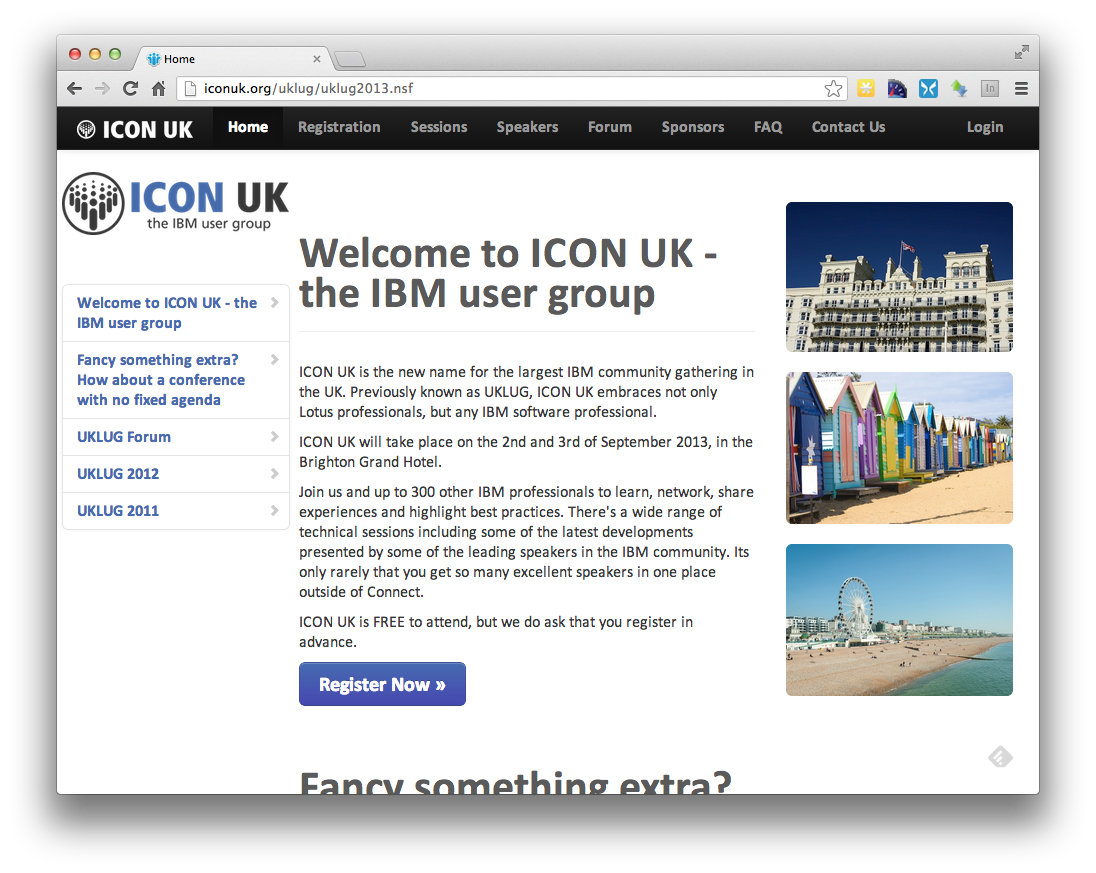 Home
iconuk.org/uklug/uklug2013.nsf
In
ICON UK Home Registration Sessions Speakers Forum Sponsors FAQ Contact Us Login
ICON UK
the IBM user group
Welcome to ICON UK - the
IBM user group
Fancy something extra?
How about a conference
with no fixed agenda
UKLUG Forum
UKLUG 2012
UKLUG 2011
Welcome to ICON UK -
the IBM user group
ICON UK is the new name for the largest IBM community gathering in
the UK. Previously known as UKLUG, ICON UK embraces not only
Lotus professionals, but any IBM software professional.
ICON UK will take place on the 2nd and 3rd of September 2013, in the
Brighton Grand Hotel.
Join us and up to 300 other IBM professionals to learn, network, share
experiences and highlight best practices. There's a wide range of
technical sessions including some of the latest developments
presented by some of the leading speakers in the IBM community. Its
only rarely that you get so many excellent speakers in one place
outside of Connect.
ICON UK is FREE to attend, but we do ask that you register in
advance.
Register Now »
Fancy something extra?